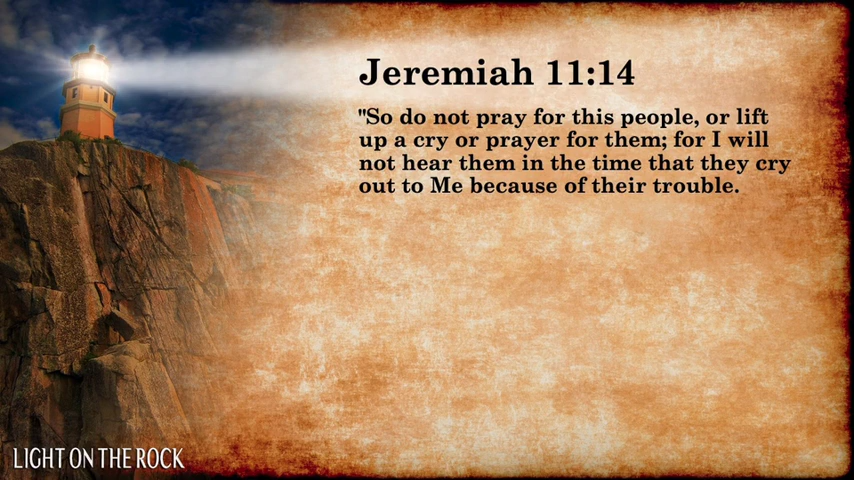 Jeremiah 11:14
"So do not pray for this people, or lift
up a cry or prayer for them; for I will
not hear them in the time that they cry
out to Me because of their trouble.
LIGHT ON THE ROCK